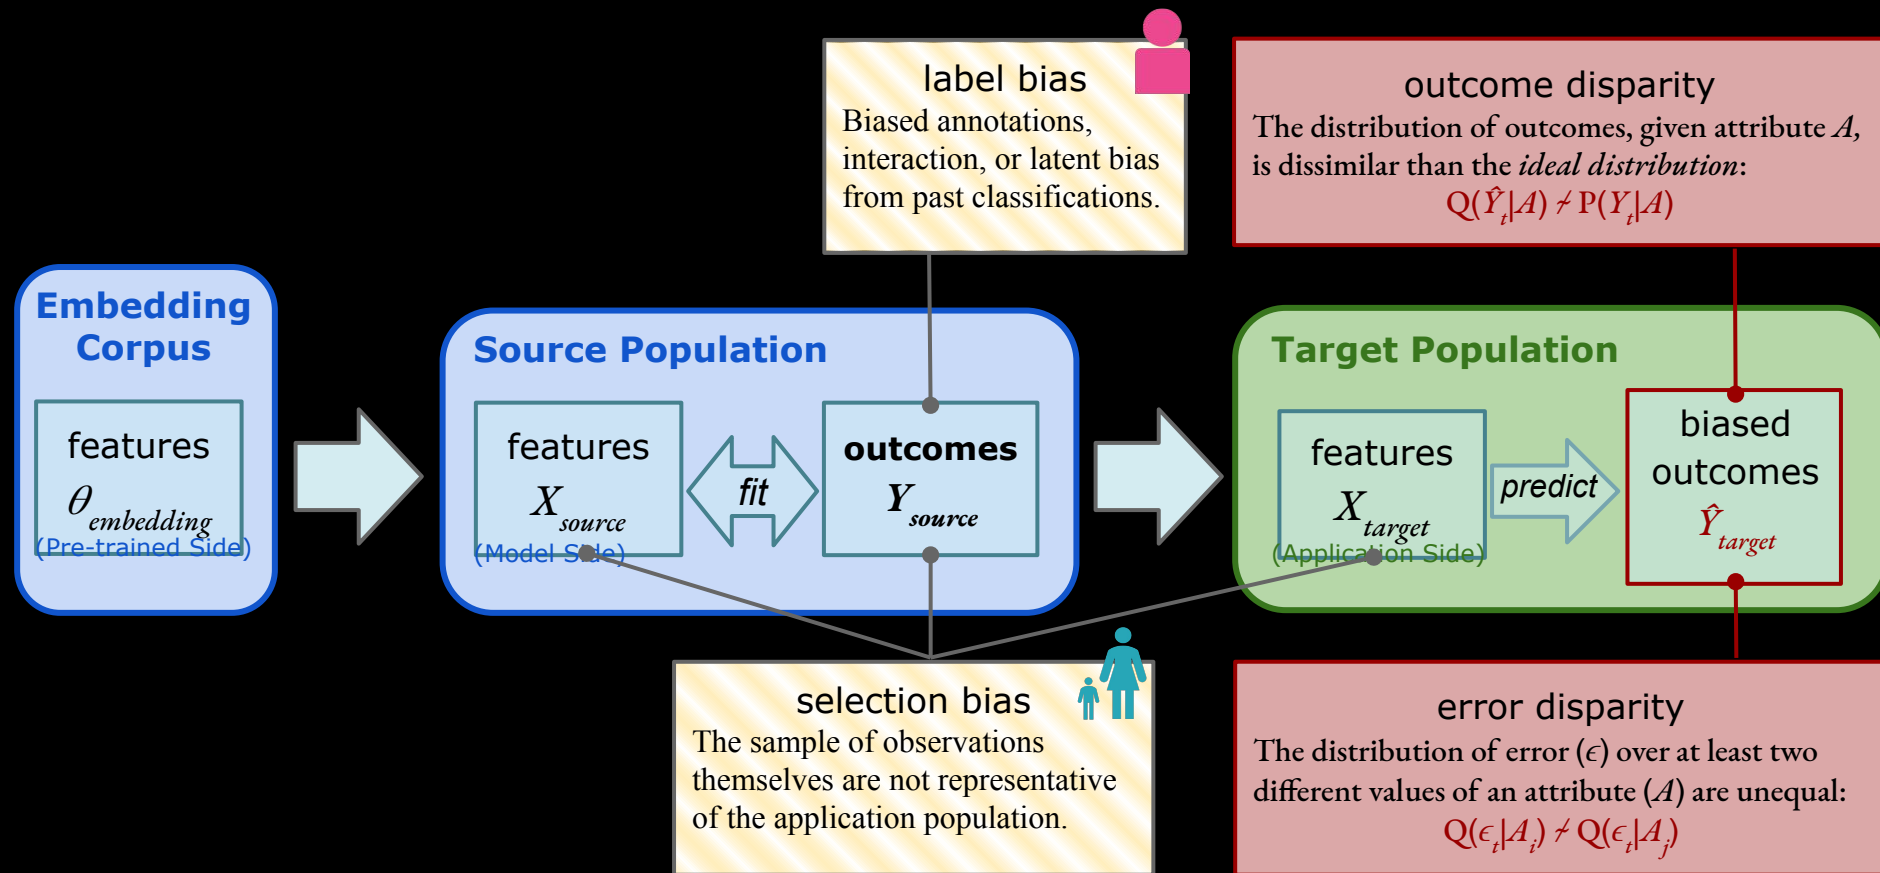 label bias
Biased annotations,
interaction, or latent bias
from past classifications.
outcome disparity
The distribution of outcomes, given attribute A,
is dissimilar than the ideal distribution:
Q(Ŷt|A) ≁ P(Yt|A)
Embedding
Corpus
features
θembedding
(Pre-trained Side)
Source Population
features
Xsource
(Model Side)
fit
outcomes
Ysource
Target Population
features
Xtarget
(Application Side)
predict
biased
outcomes
Ŷtarget
selection bias
The sample of observations
themselves are not representative
of the application population.
error disparity
The distribution of error (ϵ) over at least two
different values of an attribute (A) are unequal:
Q(ϵt|Ai) ≁ Q(ϵt|Aj)